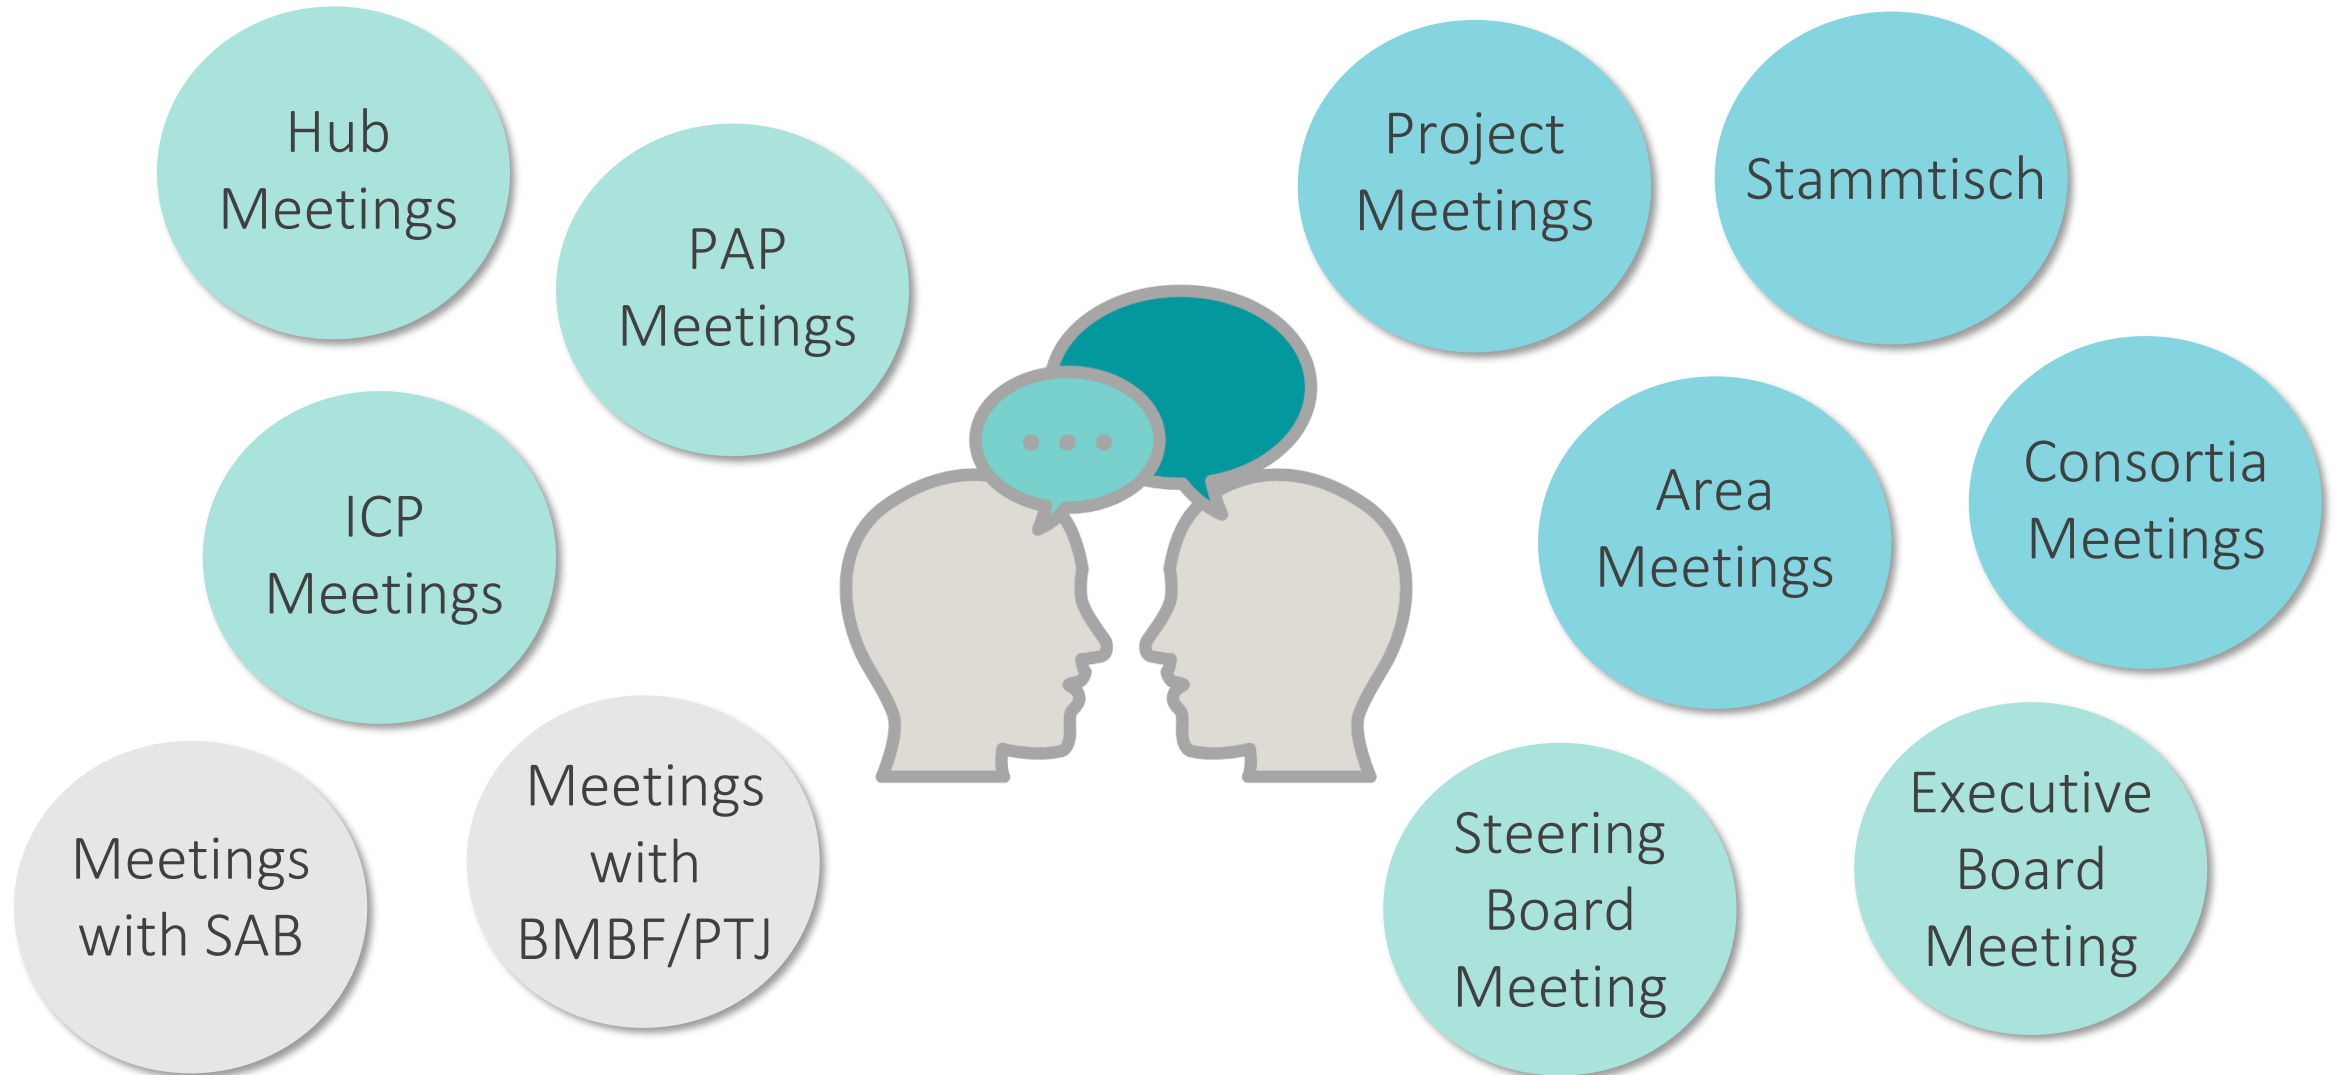 Hub
Meetings
PAP
Meetings
ICP
Meetings
Meetings
with SAB
Meetings
with
BMBF/PTJ
Project
Meetings
Stammtisch
Area
Meetings
Consortia
Meetings
Steering
Board
Meeting
Executive
Board
Meeting